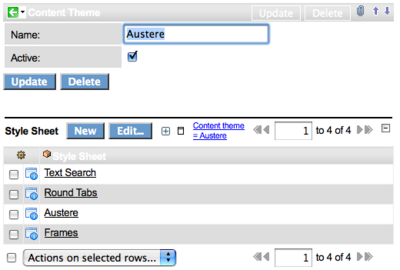 Content Theme Update Delete
Name: Austere
Active:
Update Delete
Style Sheet New Edit... Content theme = Austere 1 to 4 of 4
Style Sheet
Text Search
Round Tabs
Austere
Frames
Actions on selected rows... 1 to 4 of 4